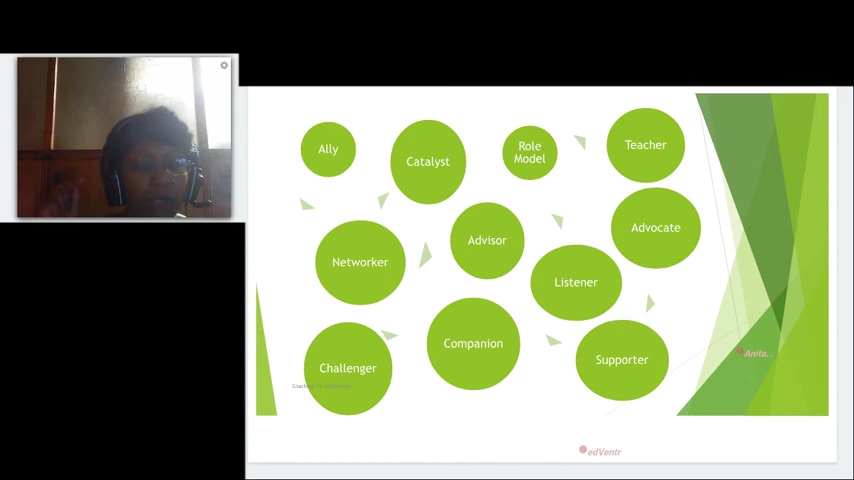 Ally
Catalyst
Role
Model
Teacher
Networker
Advisor
Listener
Advocate
Challenger
Companion
Supporter
Anita...
edVentr